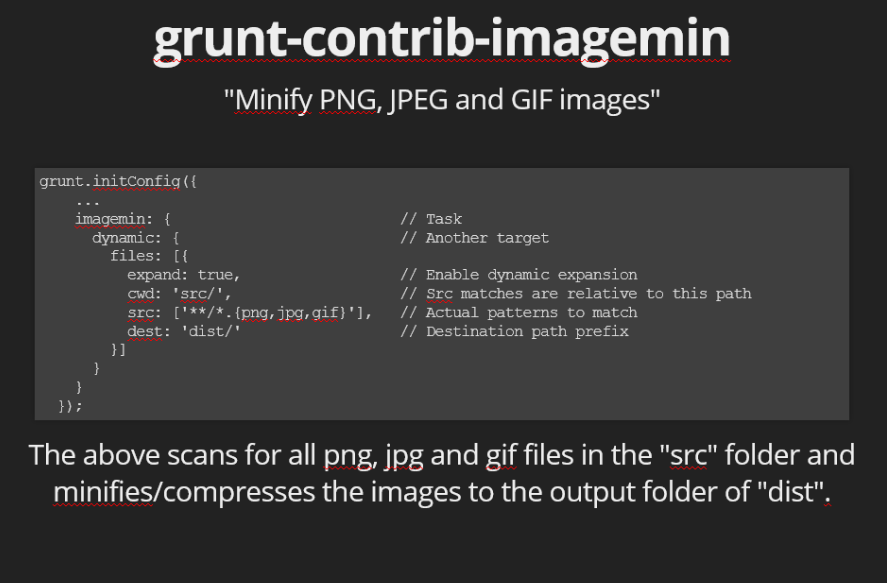 grunt-contrib-imagemin
"Minify PNG, JPEG and GIF images"
grunt.initConfig({
    ...
    imagemin: {                          // Task
      dynamic: {                         // Another target
        files: [{
          expand: true,                  // Enable dynamic expansion
          cwd: 'src/',                   // Src matches are relative to this path
          src: ['**/*.{png,jpg,gif}'],   // Actual patterns to match
          dest: 'dist/'                  // Destination path prefix
        }]
      }
    }
  });
The above scans for all png, jpg and gif files in the "src" folder and
minifies/compresses the images to the output folder of "dist".